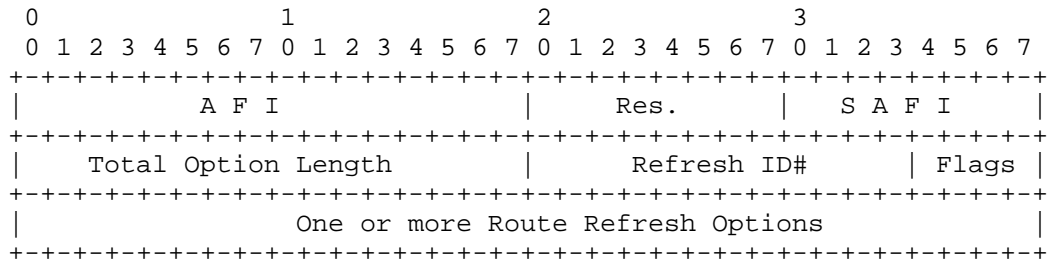 0                   1                   2                   3
 0 1 2 3 4 5 6 7 0 1 2 3 4 5 6 7 0 1 2 3 4 5 6 7 0 1 2 3 4 5 6 7
+-+-+-+-+-+-+-+-+-+-+-+-+-+-+-+-+-+-+-+-+-+-+-+-+-+-+-+-+-+-+-+-+
|           A F I               |     Res.      |   S A F I     |
+-+-+-+-+-+-+-+-+-+-+-+-+-+-+-+-+-+-+-+-+-+-+-+-+-+-+-+-+-+-+-+-+
|    Total Option Length        |      Refresh ID#      | Flags |
+-+-+-+-+-+-+-+-+-+-+-+-+-+-+-+-+-+-+-+-+-+-+-+-+-+-+-+-+-+-+-+-+
|                 One or more Route Refresh Options             |
+-+-+-+-+-+-+-+-+-+-+-+-+-+-+-+-+-+-+-+-+-+-+-+-+-+-+-+-+-+-+-+-+